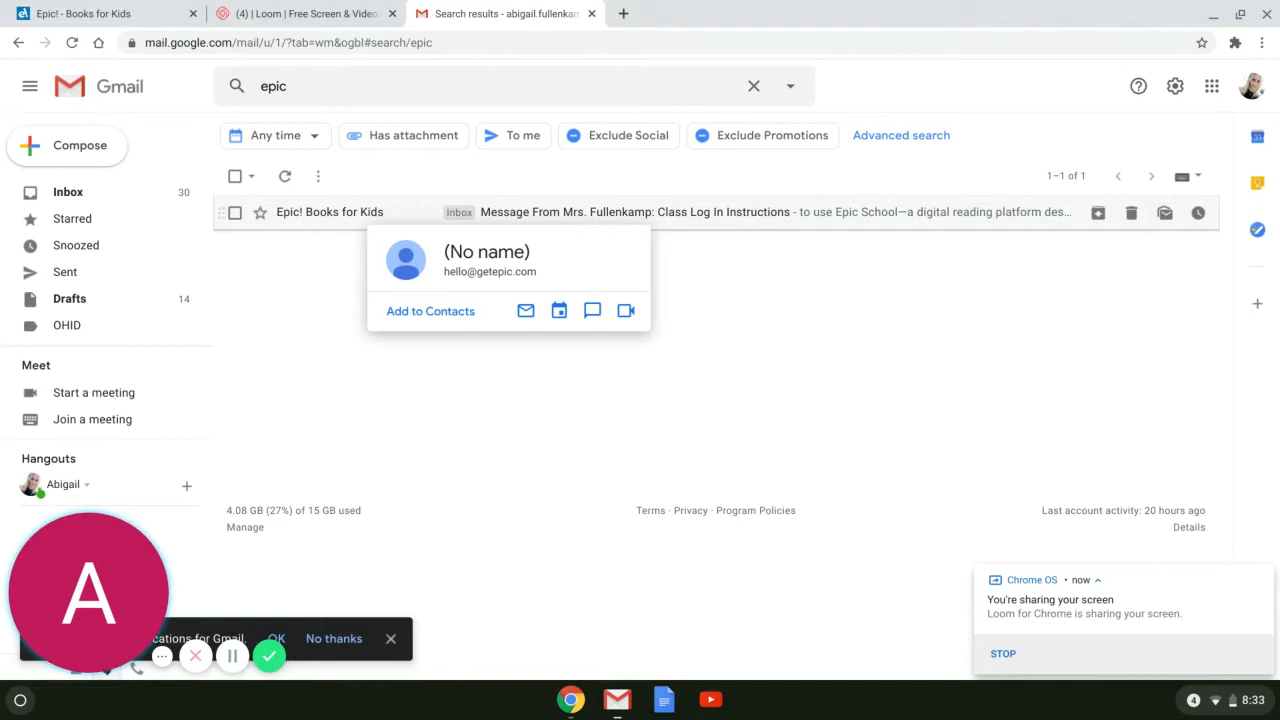 Epic! - Books for Kids
(4) | Loom | Free Screen & Video
Search results - abigail.fullenkam
mail.google.com/mail/u/1/?tab=wm&ogbl#search/epic
Gmail
epic
Compose
Any time
Has attachment
To me
Exclude Social
Exclude Promotions
Advanced search
1–1 of 1
Inbox 30
Starred
Snoozed
Sent
Drafts 14
OHID
Epic! Books for Kids Inbox Message From Mrs. Fullenkamp: Class Log In Instructions - to use Epic School—a digital reading platform des...
(No name)
hello@getepic.com
Add to Contacts
Meet
Start a meeting
Join a meeting
Hangouts
Abigail
4.08 GB (27%) of 15 GB used
Manage
Terms · Privacy · Program Policies
Last account activity: 20 hours ago
Details
A
cations for Gmail. OK No thanks
Chrome OS • now
You're sharing your screen
Loom for Chrome is sharing your screen.
STOP
31
4
8:33